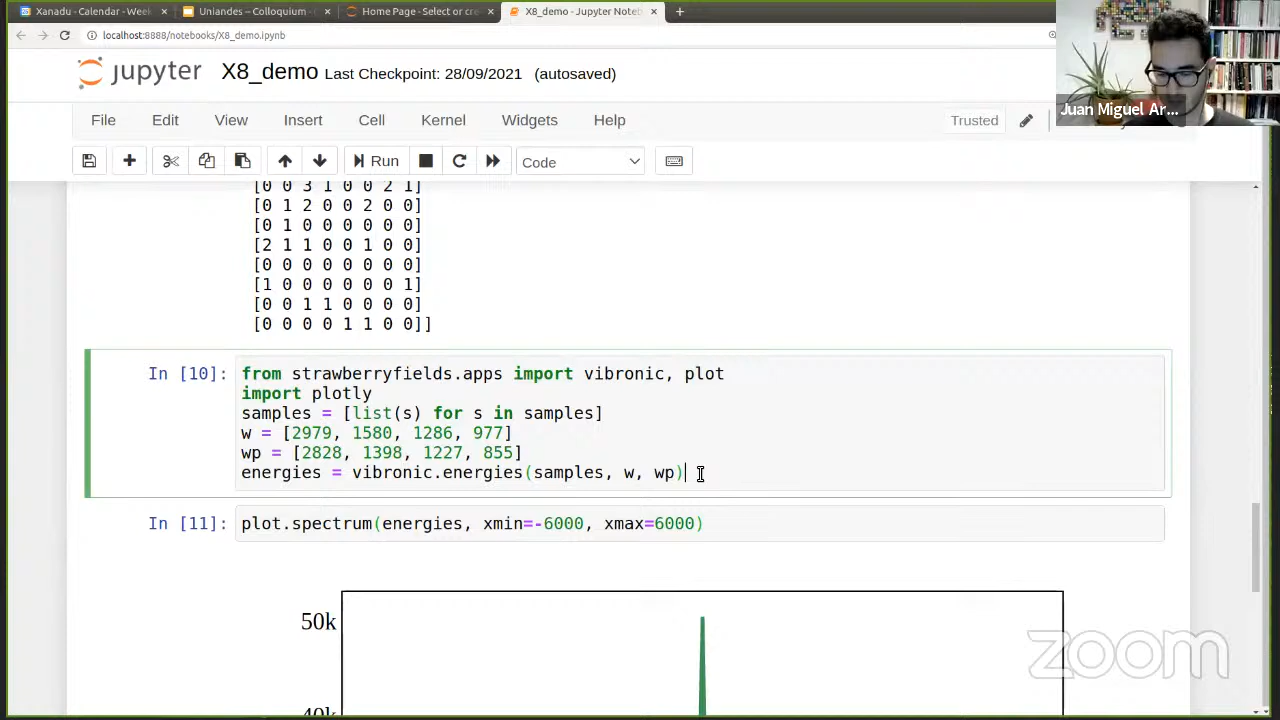 Xanadu - Calendar - Week
Uniandes – Colloquium -
Home Page - Select or cre
X8_demo - Jupyter Noteb
localhost:8888/notebooks/X8_demo.ipynb
jupyter X8_demo Last Checkpoint: 28/09/2021 (autosaved)
Juan Miguel Ar...
File Edit View Insert Cell Kernel Widgets Help
Trusted
Run
Code
[0 0 3 1 0 0 2 1]
[0 1 2 0 0 2 0 0]
[0 1 0 0 0 0 0 0]
[2 1 1 0 0 1 0 0]
[0 0 0 0 0 0 0 0]
[1 0 0 0 0 0 0 1]
[0 0 1 1 0 0 0 0]
[0 0 0 0 1 1 0 0]]
In [10]: from strawberryfields.apps import vibronic, plot
import plotly
samples = [list(s) for s in samples]
w = [2979, 1580, 1286, 977]
wp = [2828, 1398, 1227, 855]
energies = vibronic.energies(samples, w, wp)
In [11]: plot.spectrum(energies, xmin=-6000, xmax=6000)
50k
40k
zoom